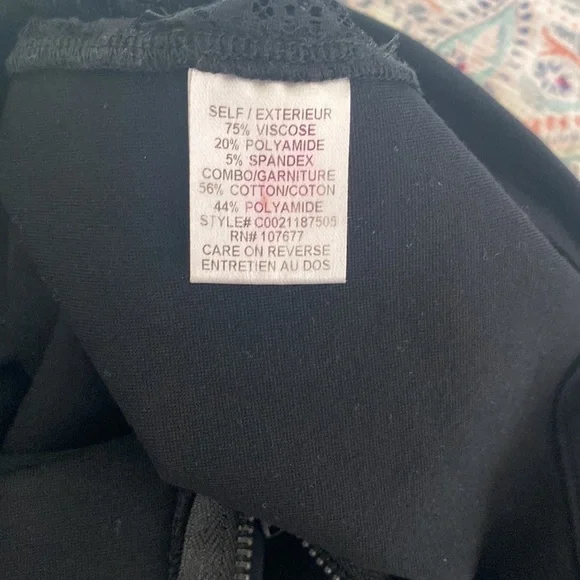 SELF / EXTERIEUR
75% VISCOSE
20% POLYAMIDE
5% SPANDEX
COMBO/GARNITURE
56% COTTON/COTON
44% POLYAMIDE
STYLE# C0021187505
RN# 107677
CARE ON REVERSE
ENTRETIEN AU DOS